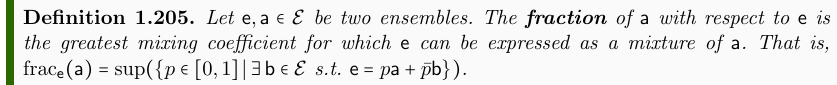 Definition 1.205. Let e, a ∈ ℰ be two ensembles. The fraction of a with respect to e is
the greatest mixing coefficient for which e can be expressed as a mixture of a. That is,
fracₑ(a) = sup({p ∈ [0, 1] | ∃ b ∈ ℰ s.t. e = pa + p̄b}).